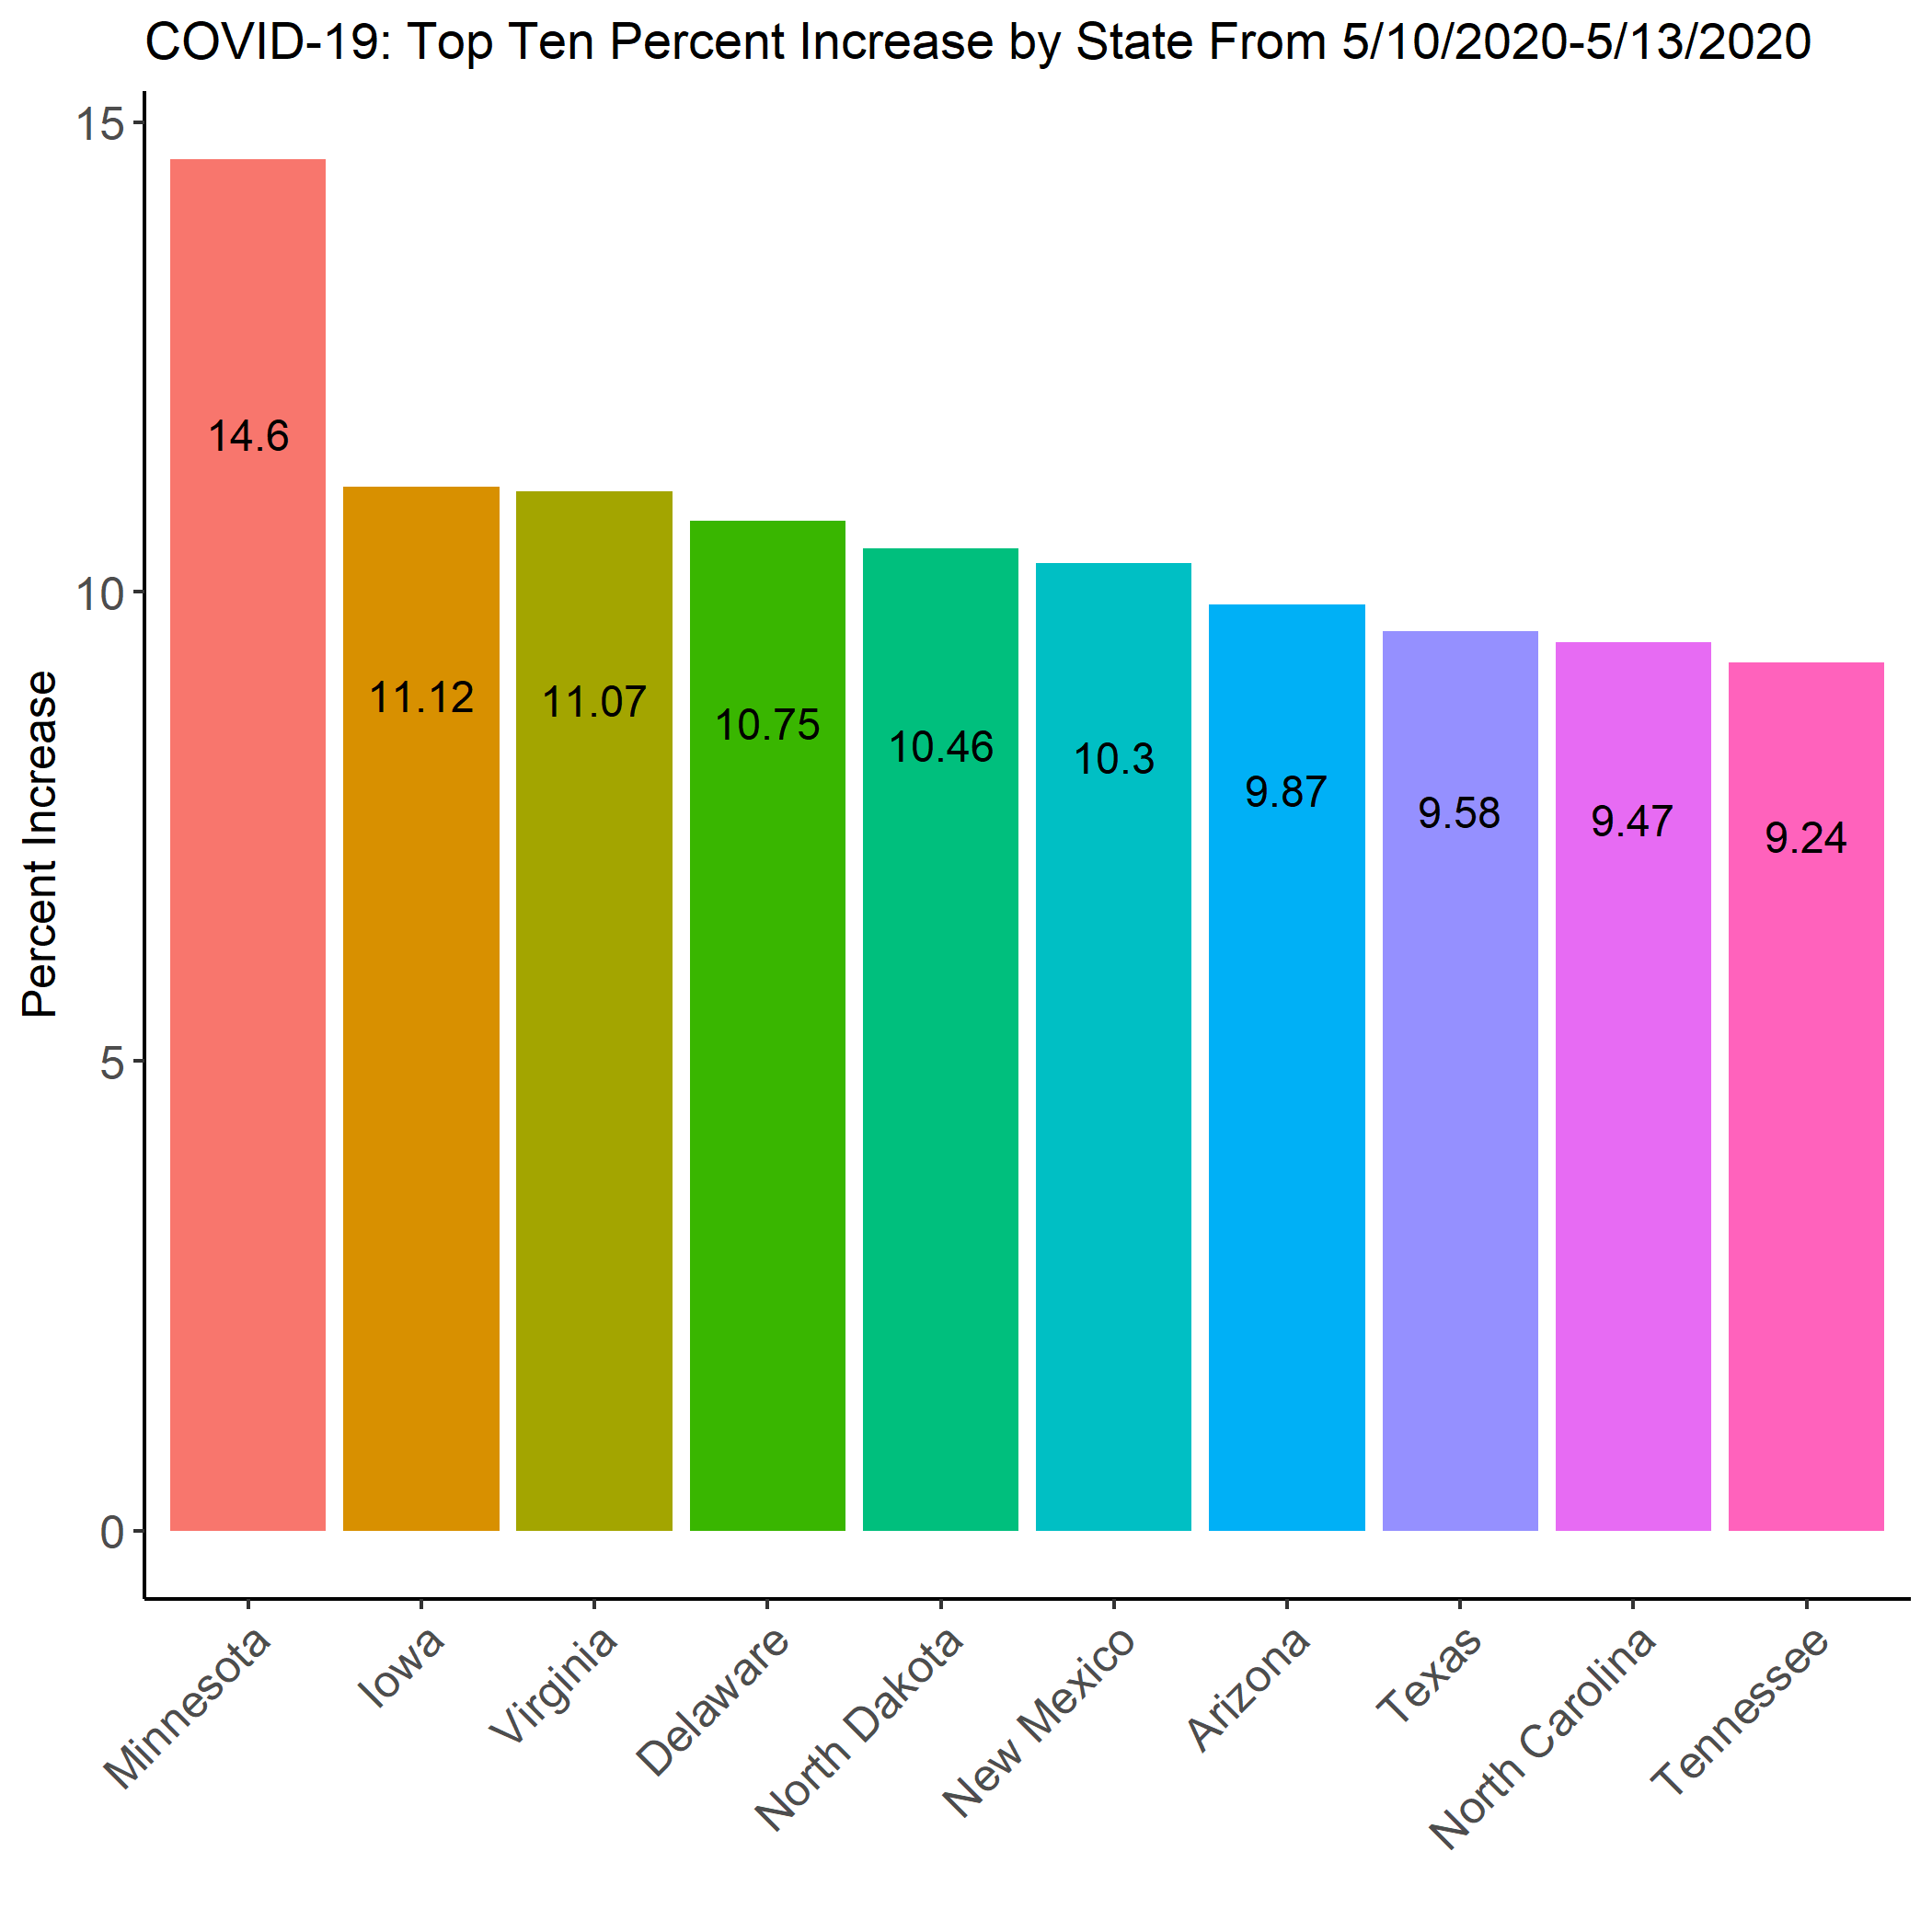 COVID-19: Top Ten Percent Increase by State From 5/10/2020-5/13/2020
Percent Increase
15
10
5
0
14.6
11.12
11.07
10.75
10.46
10.3
9.87
9.58
9.47
9.24
Minnesota
Iowa
Virginia
Delaware
North Dakota
New Mexico
Arizona
Texas
North Carolina
Tennessee